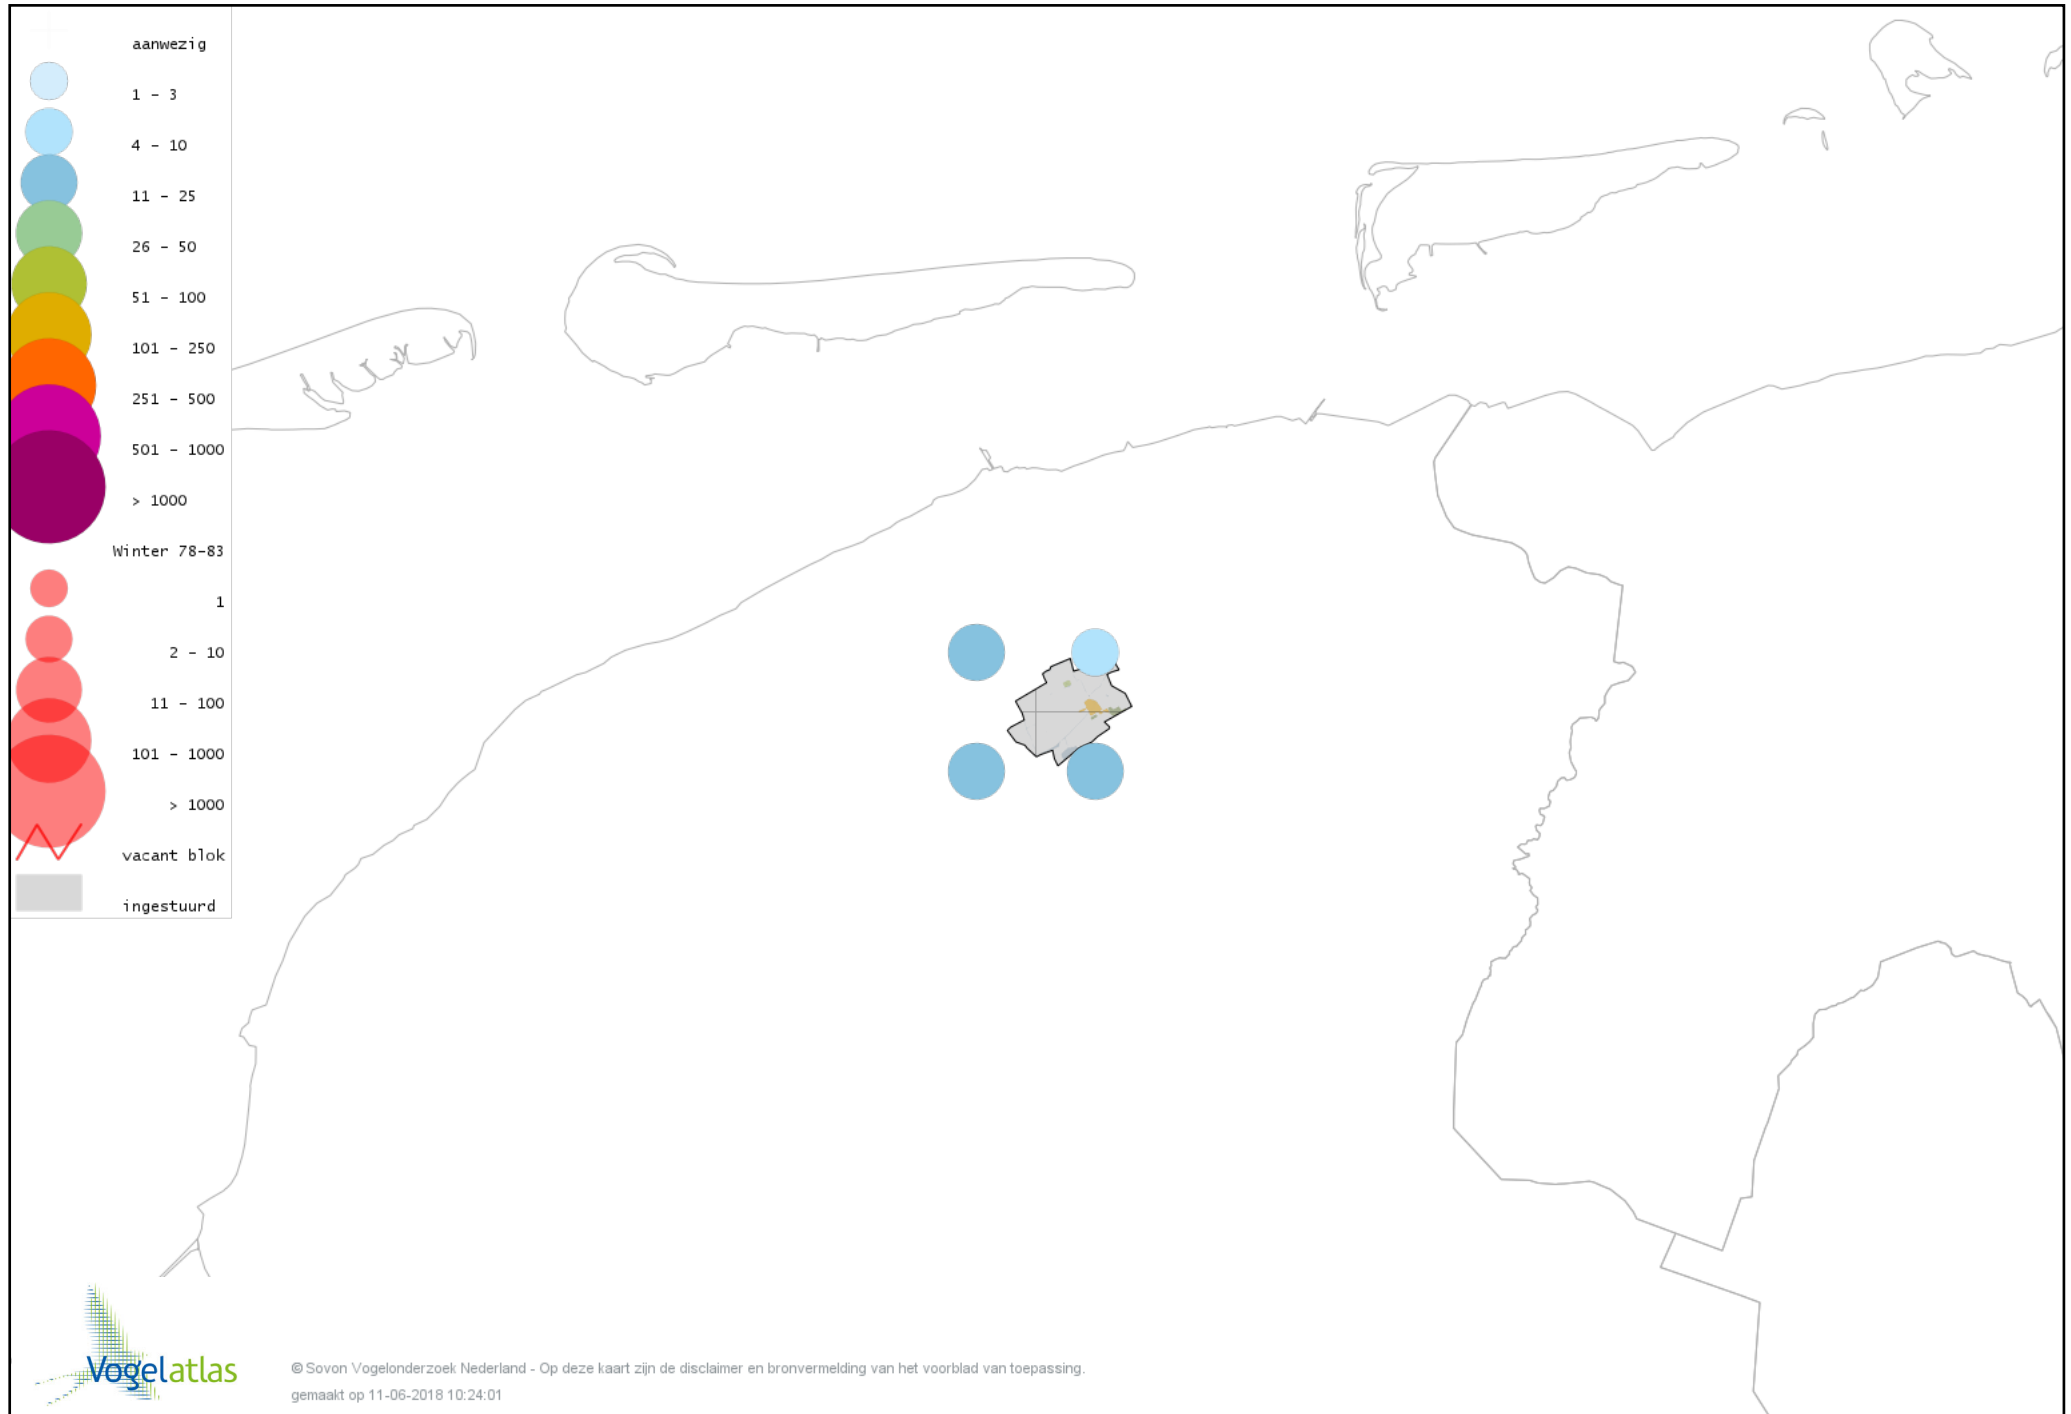 aanwezig
1 - 3
4 - 10
11 - 25
26 - 50
51 - 100
101 - 250
251 - 500
501 - 1000
> 1000
Winter 78-83
1
2 - 10
11 - 100
101 - 1000
> 1000
vacant blok
ingestuurd
Vogelatlas
© Sovon Vogelonderzoek Nederland - Op deze kaart zijn de disclaimer en bronvermelding van het voorblad van toepassing.
gemaakt op 11-06-2018 10:24:01